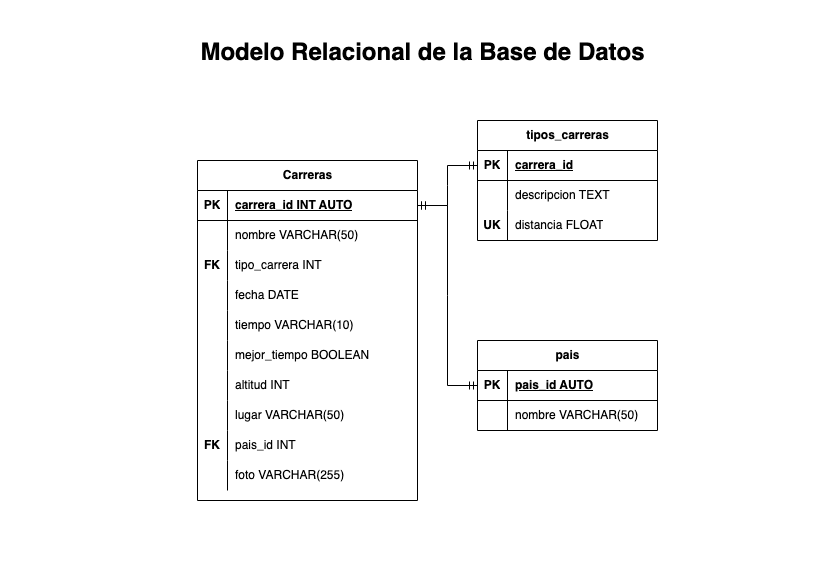 Modelo Relacional de la Base de Datos
Carreras
PK carrera_id INT AUTO
nombre VARCHAR(50)
FK tipo_carrera INT
fecha DATE
tiempo VARCHAR(10)
mejor_tiempo BOOLEAN
altitud INT
lugar VARCHAR(50)
FK pais_id INT
foto VARCHAR(255)
tipos_carreras
PK carrera_id
descripcion TEXT
UK distancia FLOAT
pais
PK pais_id AUTO
nombre VARCHAR(50)